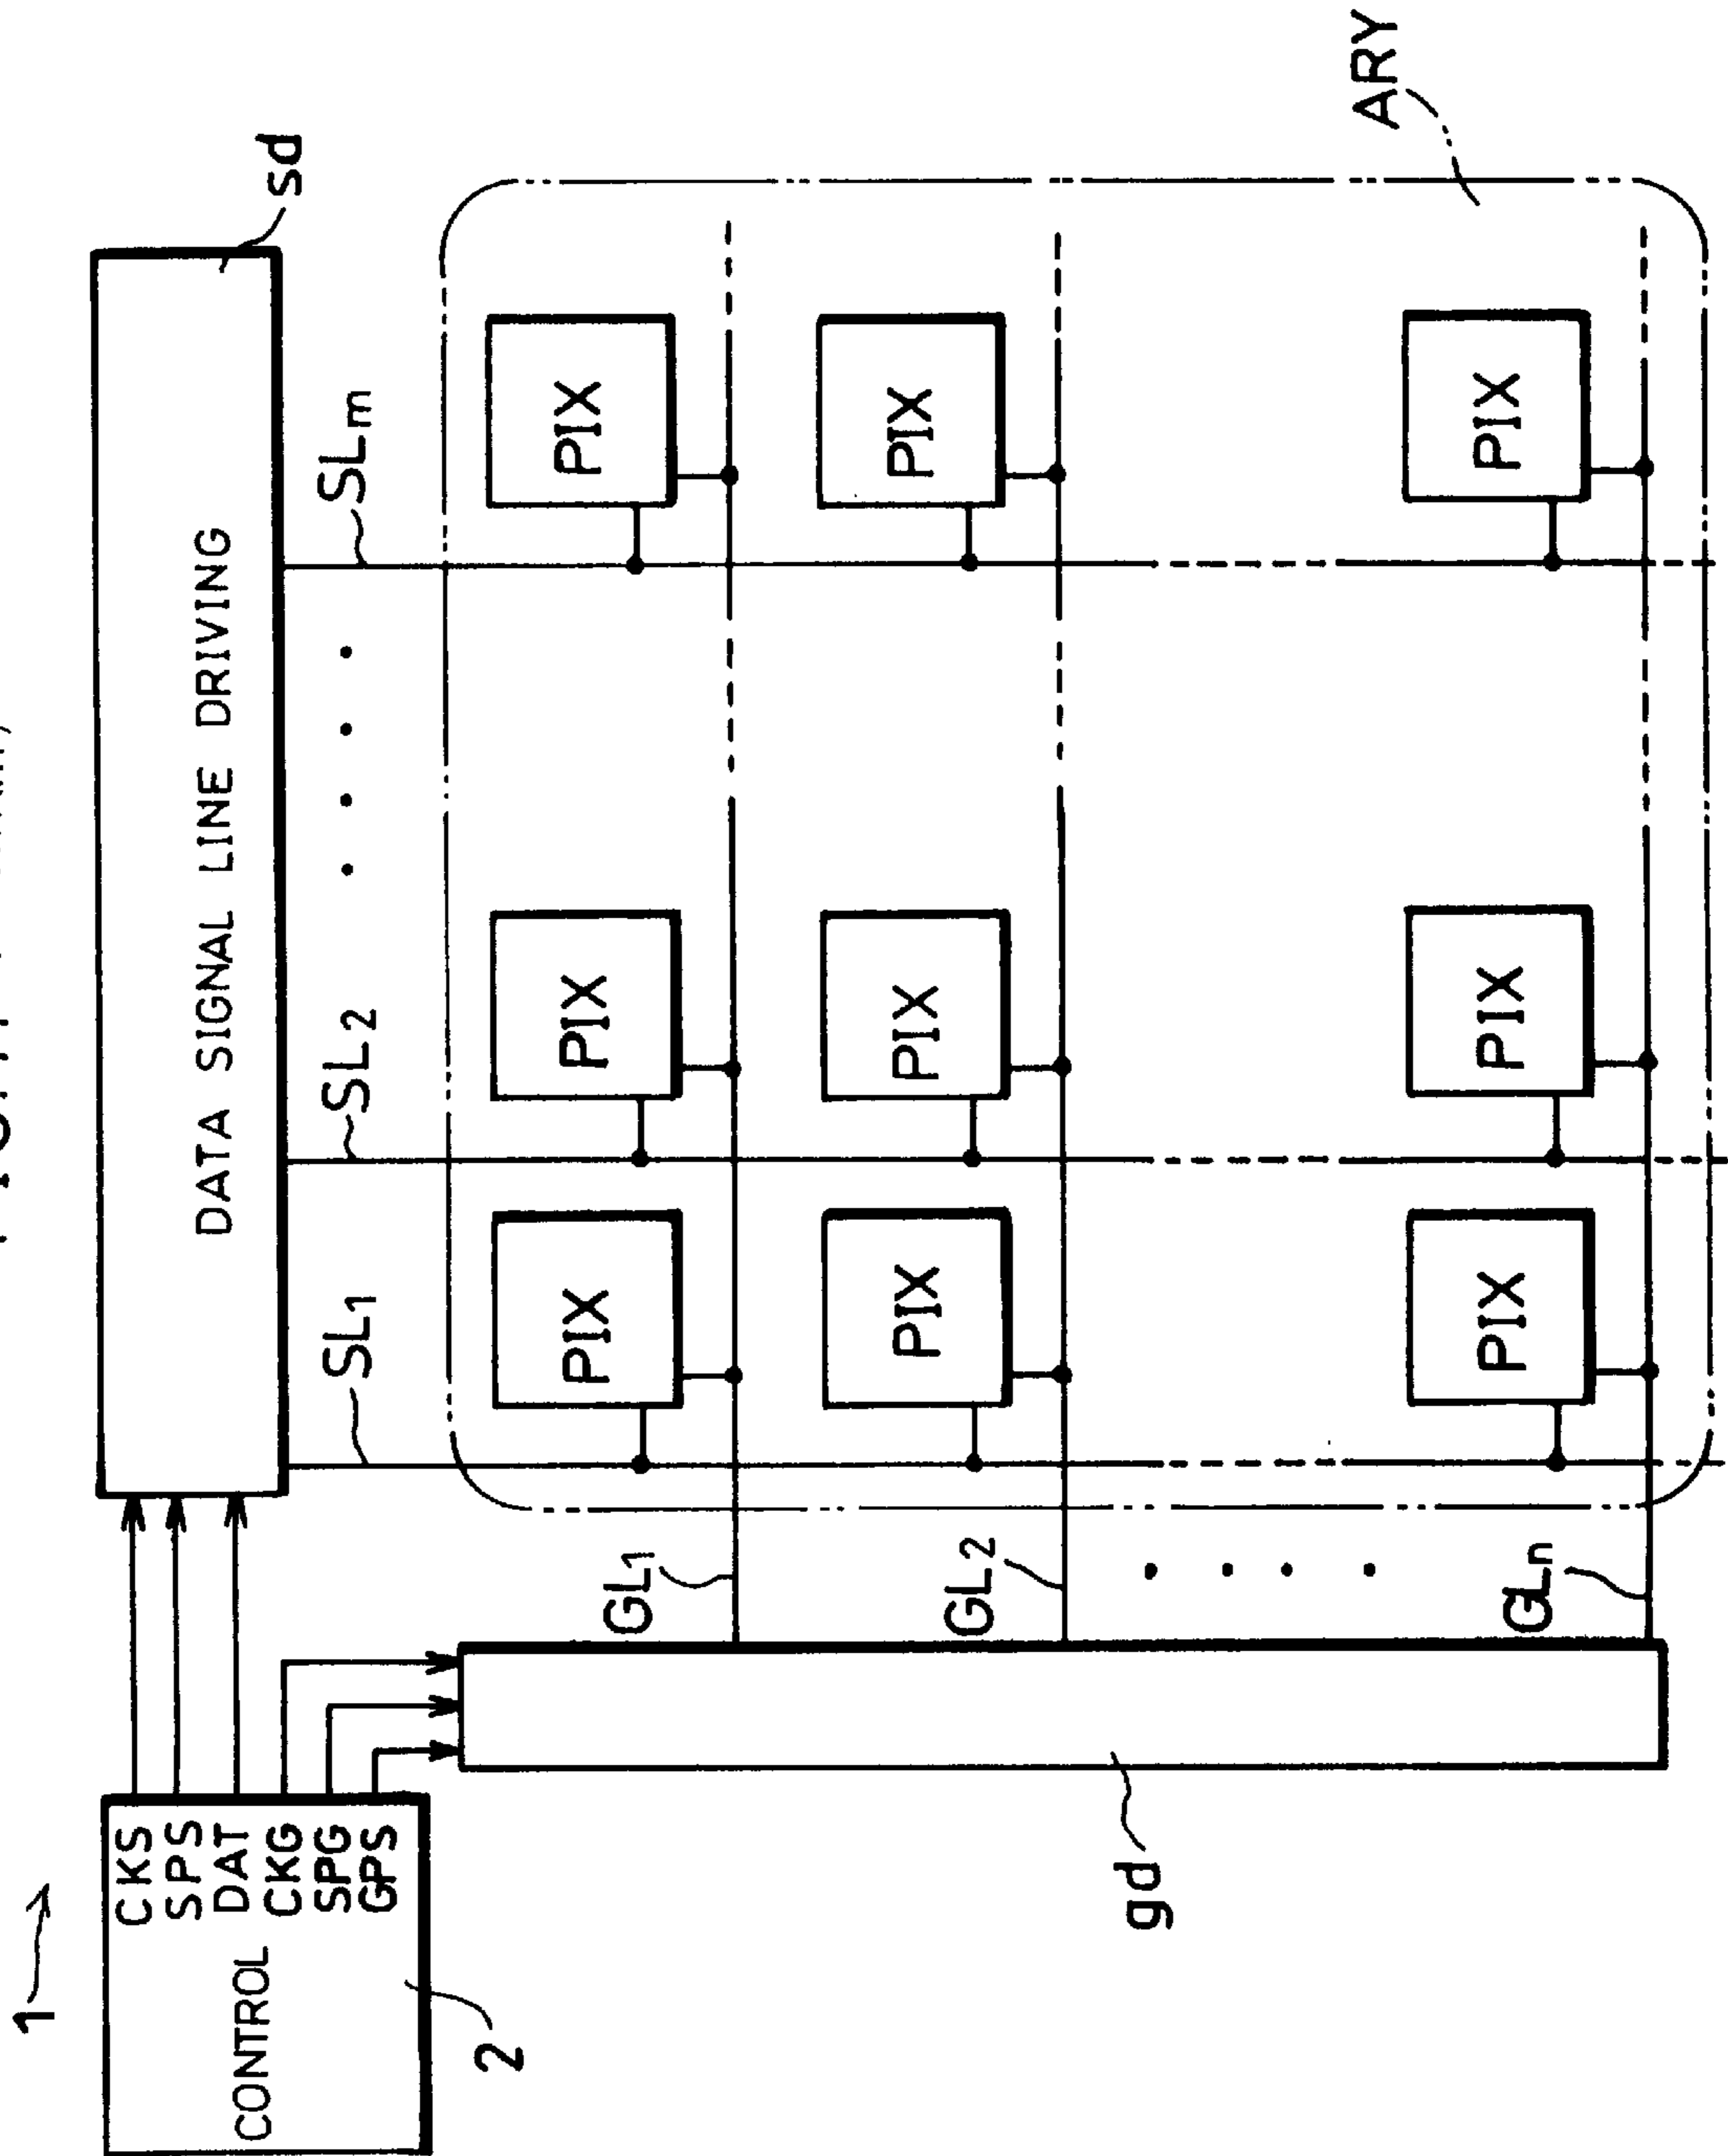 1
CONTROL
CKS
SPS
DAT
CKG
SPG
GPS
2
DATA SIGNAL LINE DRIVING
sd
SL1
SL2
SLm
GL1
PIX
PIX
PIX
GL2
PIX
PIX
PIX
GLn
PIX
PIX
PIX
gd
ARY